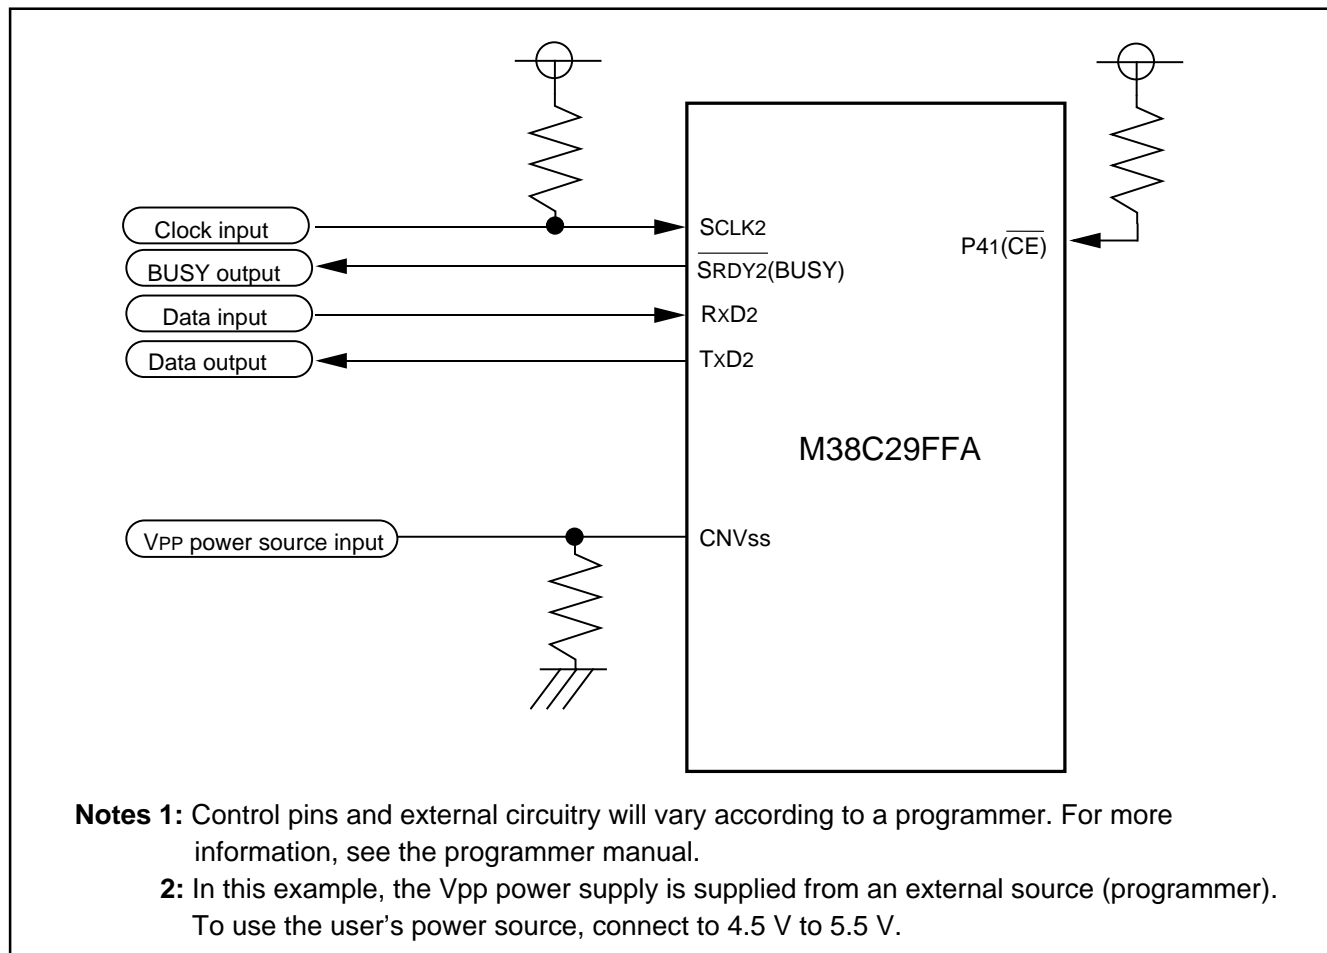 Clock input
BUSY output
Data input
Data output
SCLK2
SRDY2(BUSY)
RXD2
TXD2
P41(CE)
M38C29FFA
VPP power source input
CNVss
Notes 1: Control pins and external circuitry will vary according to a programmer. For more
information, see the programmer manual.
2: In this example, the Vpp power supply is supplied from an external source (programmer).
To use the user's power source, connect to 4.5 V to 5.5 V.